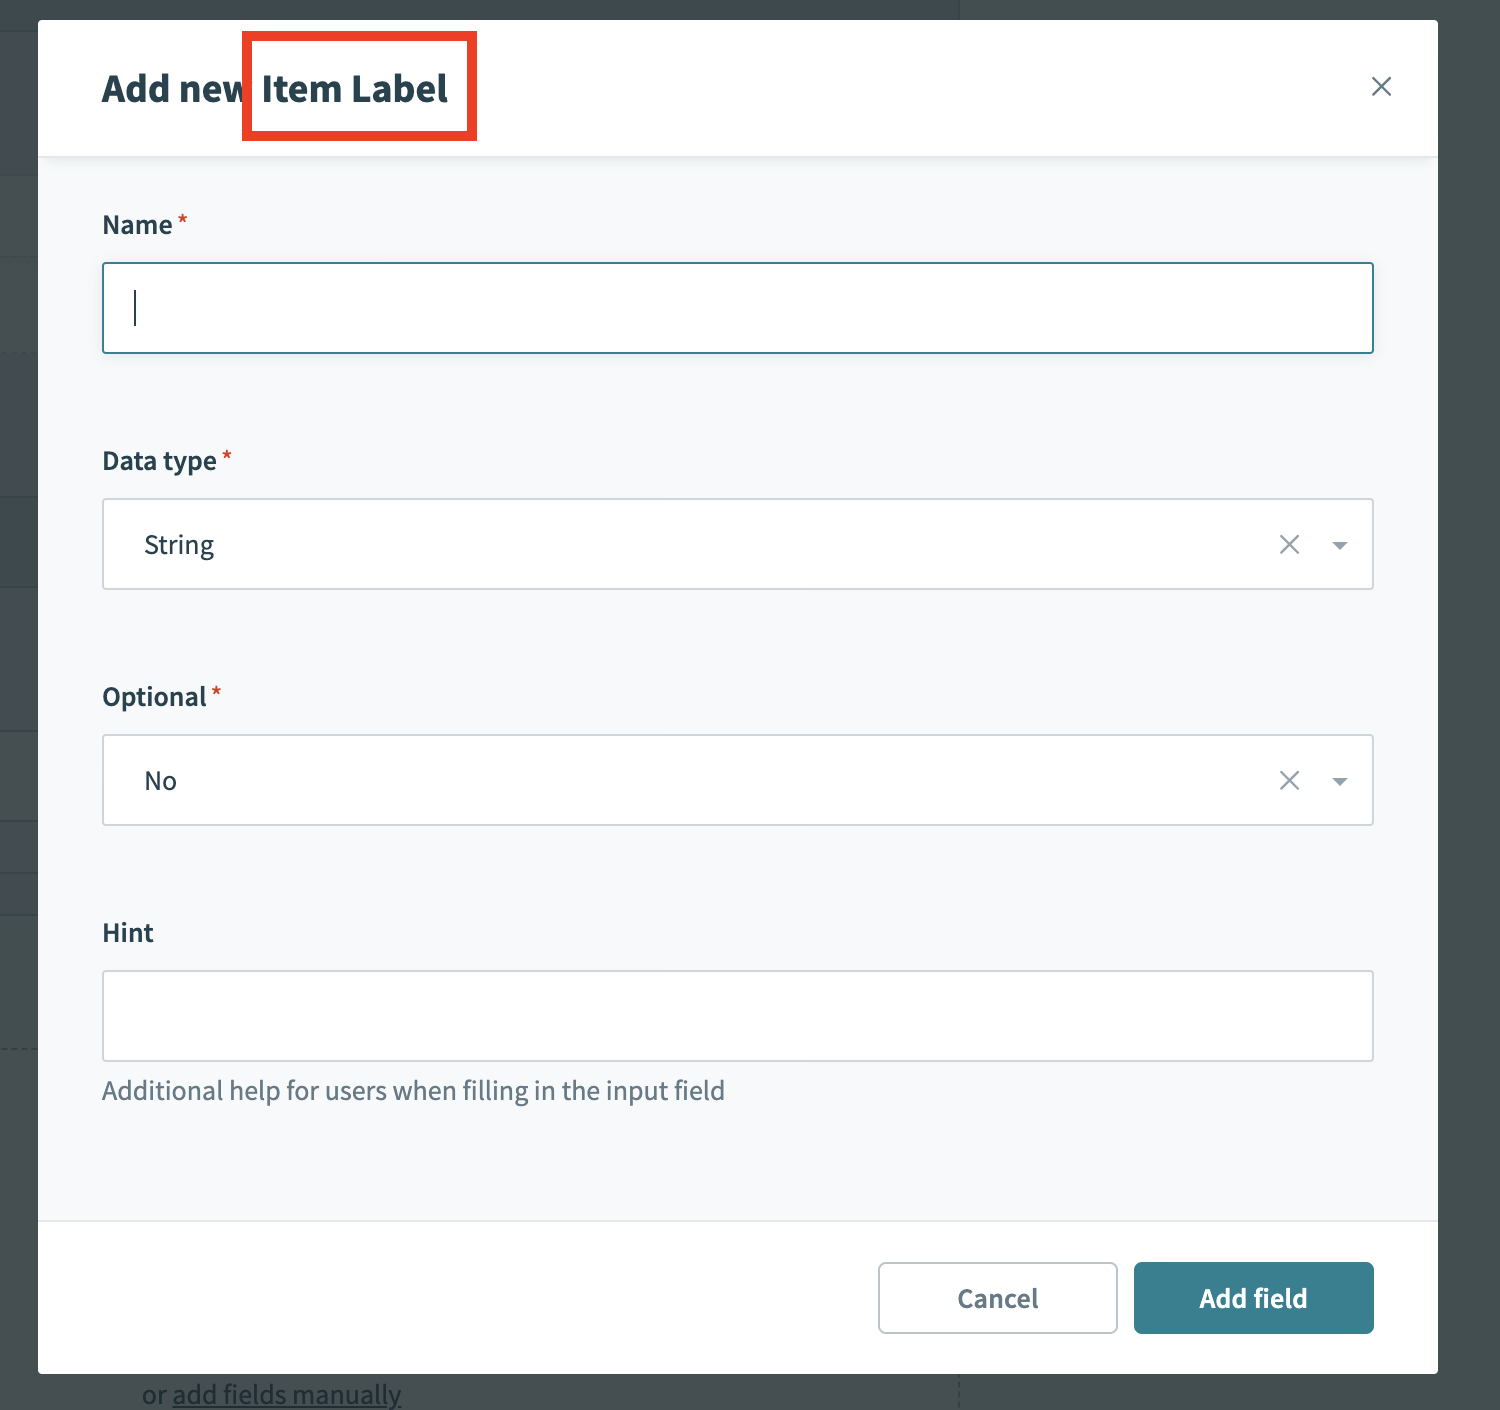 Add new Item Label
Name *
Data type *
String
Optional *
No
Hint
Additional help for users when filling in the input field
Cancel
Add field
or add fields manually